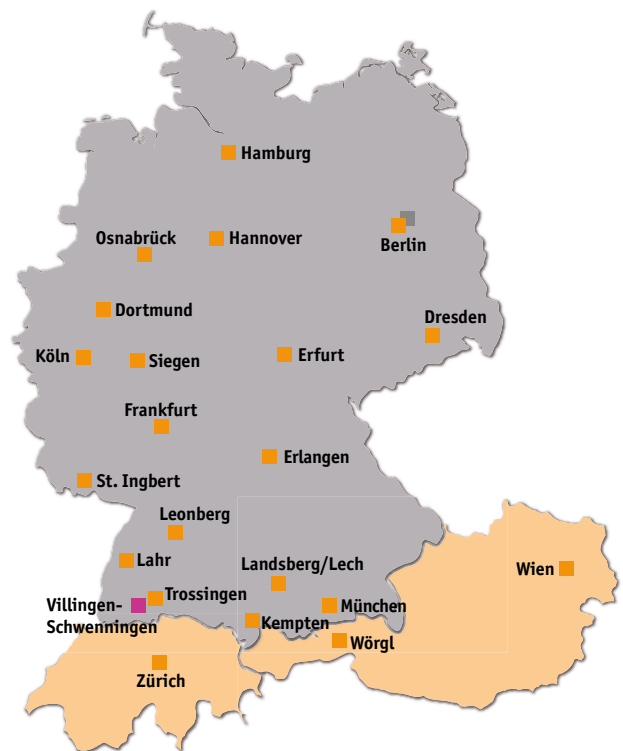 Hamburg
Osnabrück
Hannover
Berlin
Dortmund
Dresden
Köln
Siegen
Erfurt
Frankfurt
Erlangen
St. Ingbert
Leonberg
Lahr
Landsberg/Lech
Wien
Trossingen
Villingen-
Schwenningen
München
Kempten
Wörgl
Zürich